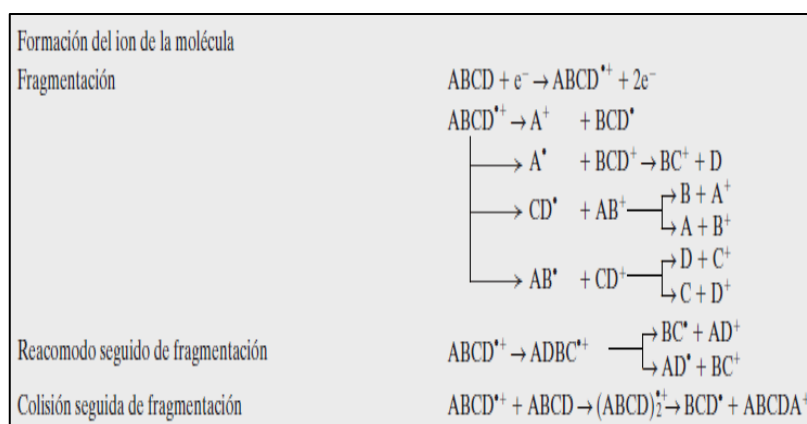 Formación del ion de la molécula
Fragmentación ABCD + e⁻ → ABCD•⁺ + 2e⁻
ABCD•⁺ → A⁺ + BCD•
→ A• + BCD⁺ → BC⁺ + D
→ CD• + AB⁺ → B + A⁺
→ A + B⁺
→ AB• + CD⁺ → D + C⁺
→ C + D⁺
Reacomodo seguido de fragmentación ABCD•⁺ → ADBC•⁺ → BC• + AD⁺
→ AD• + BC⁺
Colisión seguida de fragmentación ABCD•⁺ + ABCD → (ABCD)₂•⁺ → BCD• + ABCDA⁺